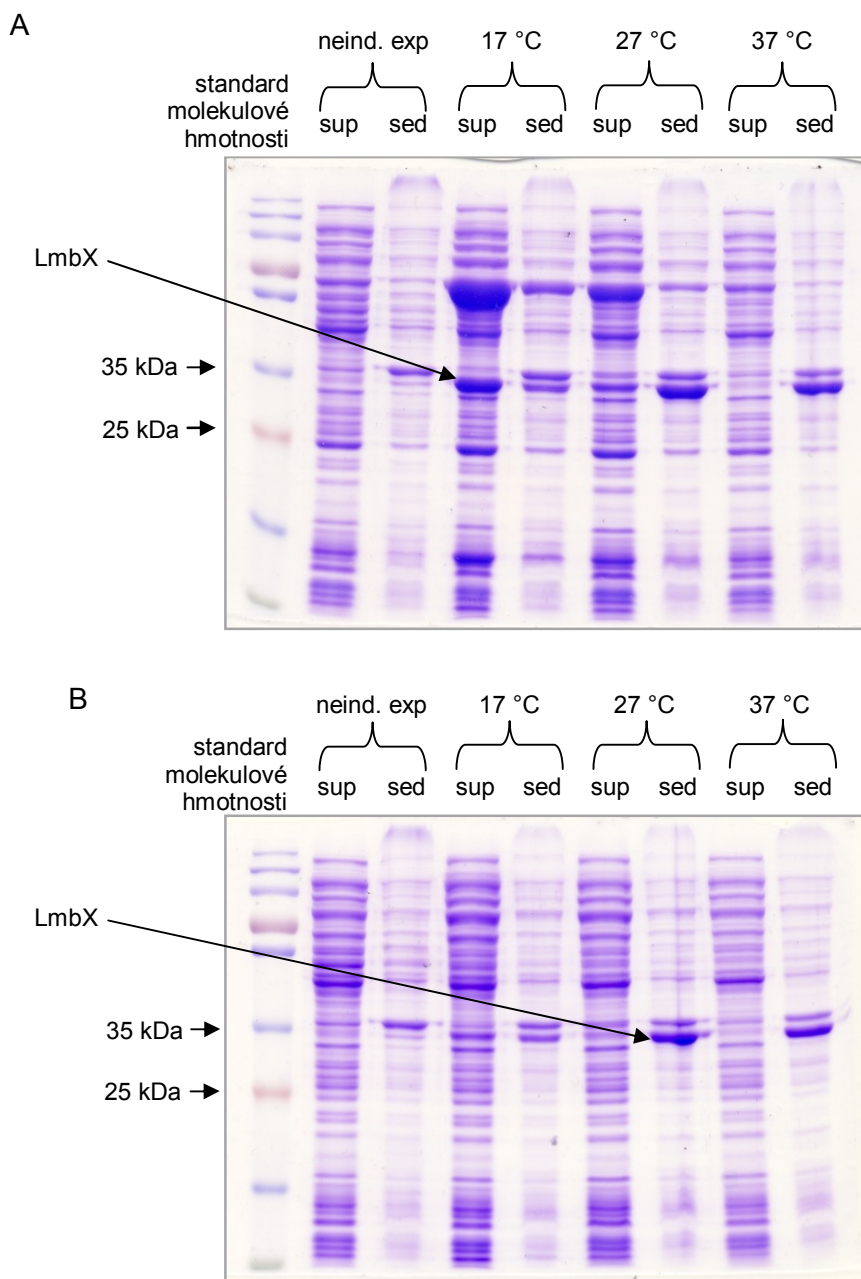 A
neind. exp 17 °C 27 °C 37 °C
standard
molekulové
hmotnosti
sup sed sup sed sup sed sup sed
LmbX
35 kDa
25 kDa
B
neind. exp 17 °C 27 °C 37 °C
standard
molekulové
hmotnosti
sup sed sup sed sup sed sup sed
LmbX
35 kDa
25 kDa